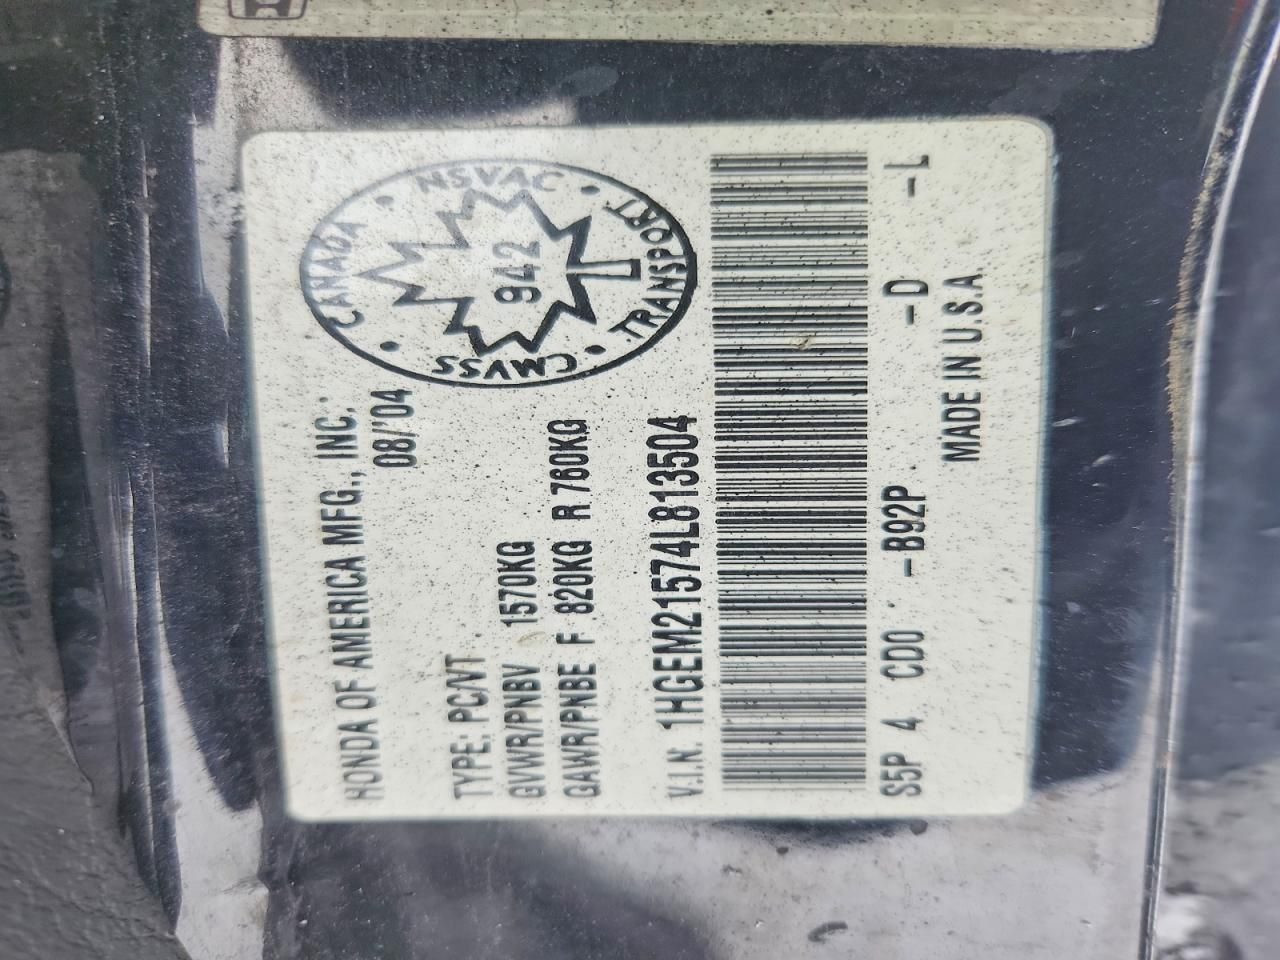 HONDA OF AMERICA MFG., INC.
08/'04
TYPE: PC/VT
GVWR/PNBV 1570KG
GAWR/PNBE F 820KG R 760KG
CANADA · NSVAC · TRANSPORT · CMVSS
942
V.I.N. 1HGEM21574L813504
S5P 4 CD0 -B92P -D -L
MADE IN U.S.A